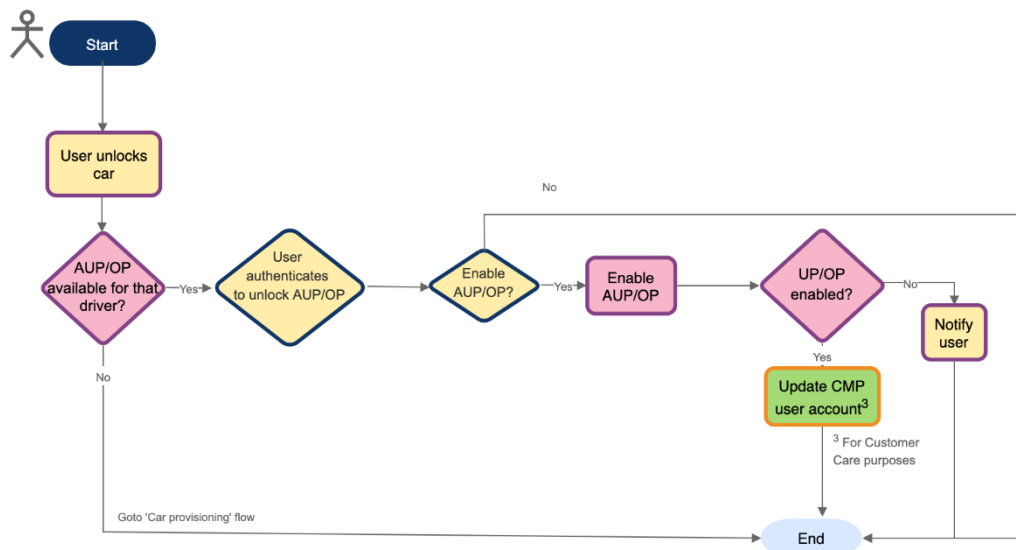 Start
User unlocks
car
AUP/OP
available for that
driver?
Yes
User
authenticates
to unlock AUP/OP
Enable
AUP/OP?
No
Yes
Enable
AUP/OP
UP/OP
enabled?
No
Notify
user
Yes
Update CMP
user account³
³ For Customer
Care purposes
No
Goto 'Car provisioning' flow
End